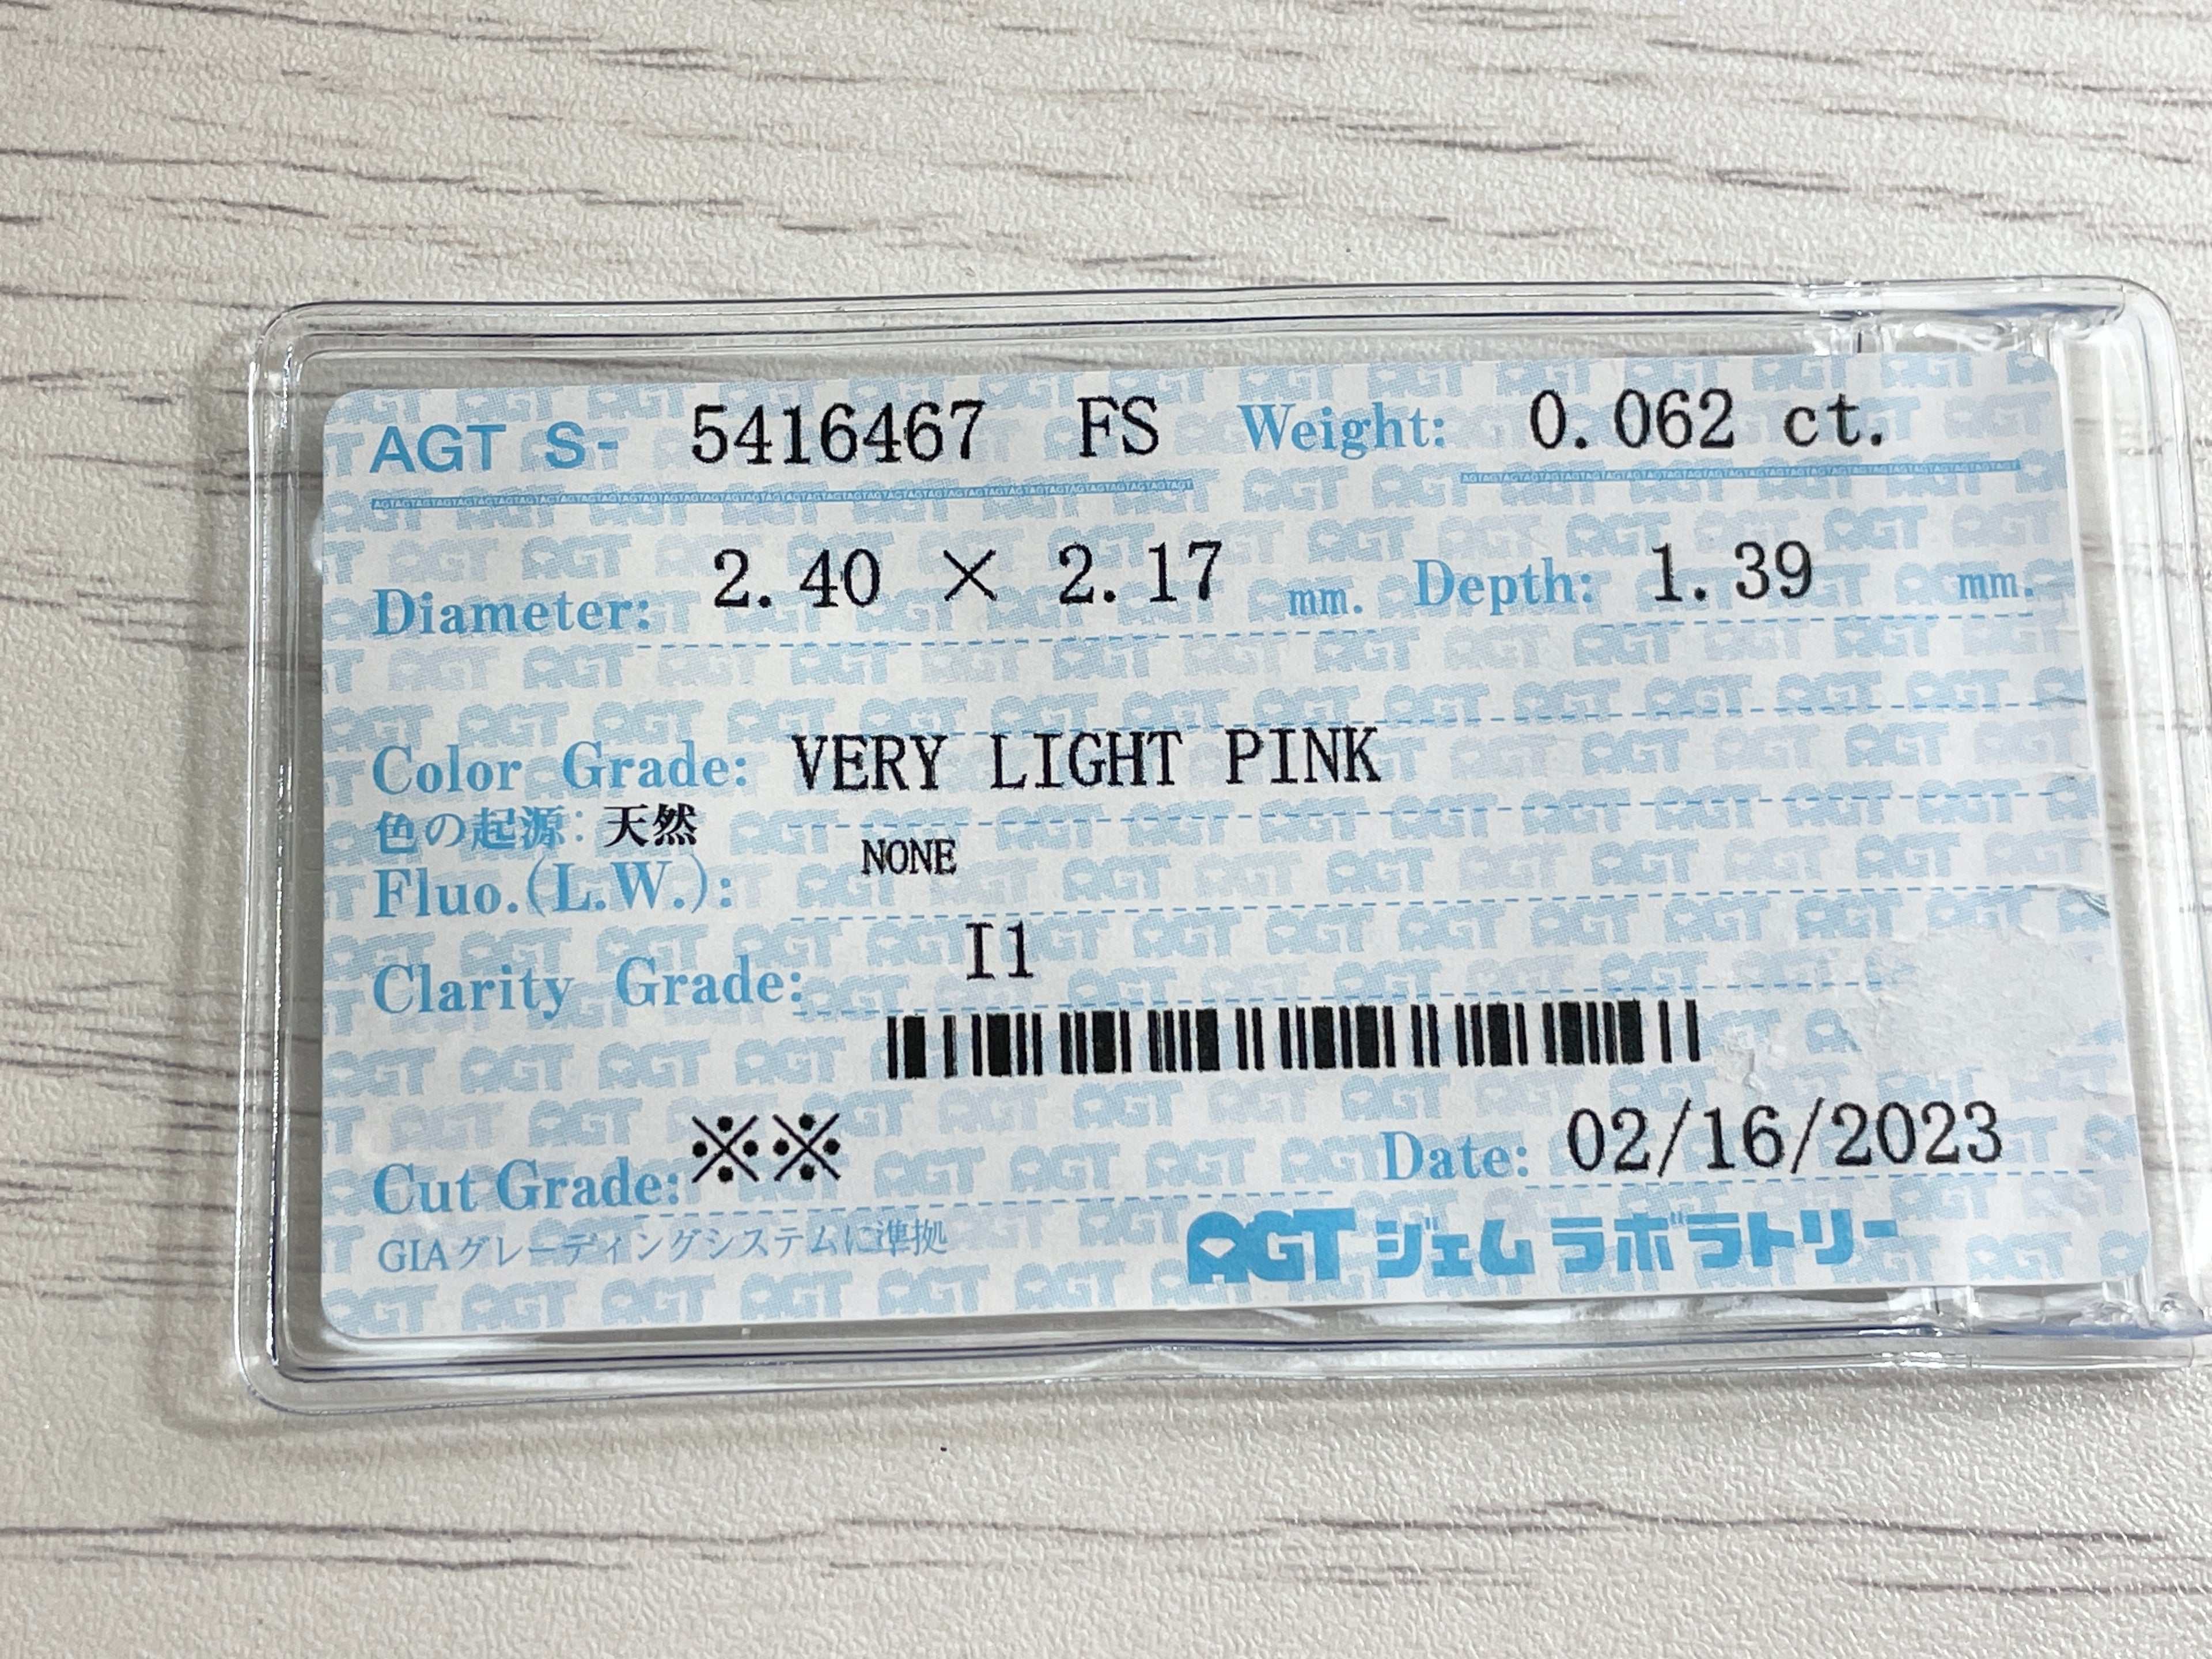 AGT S- 5416467 FS Weight: 0.062 ct.
Diameter: 2.40 × 2.17 mm. Depth: 1.39 mm.
Color Grade: VERY LIGHT PINK
色の起源: 天然
Fluo.(L.W.): NONE
Clarity Grade: I1
Cut Grade: ※※ Date: 02/16/2023
GIAグレーディングシステムに準拠 AGT ジェム ラボラトリー